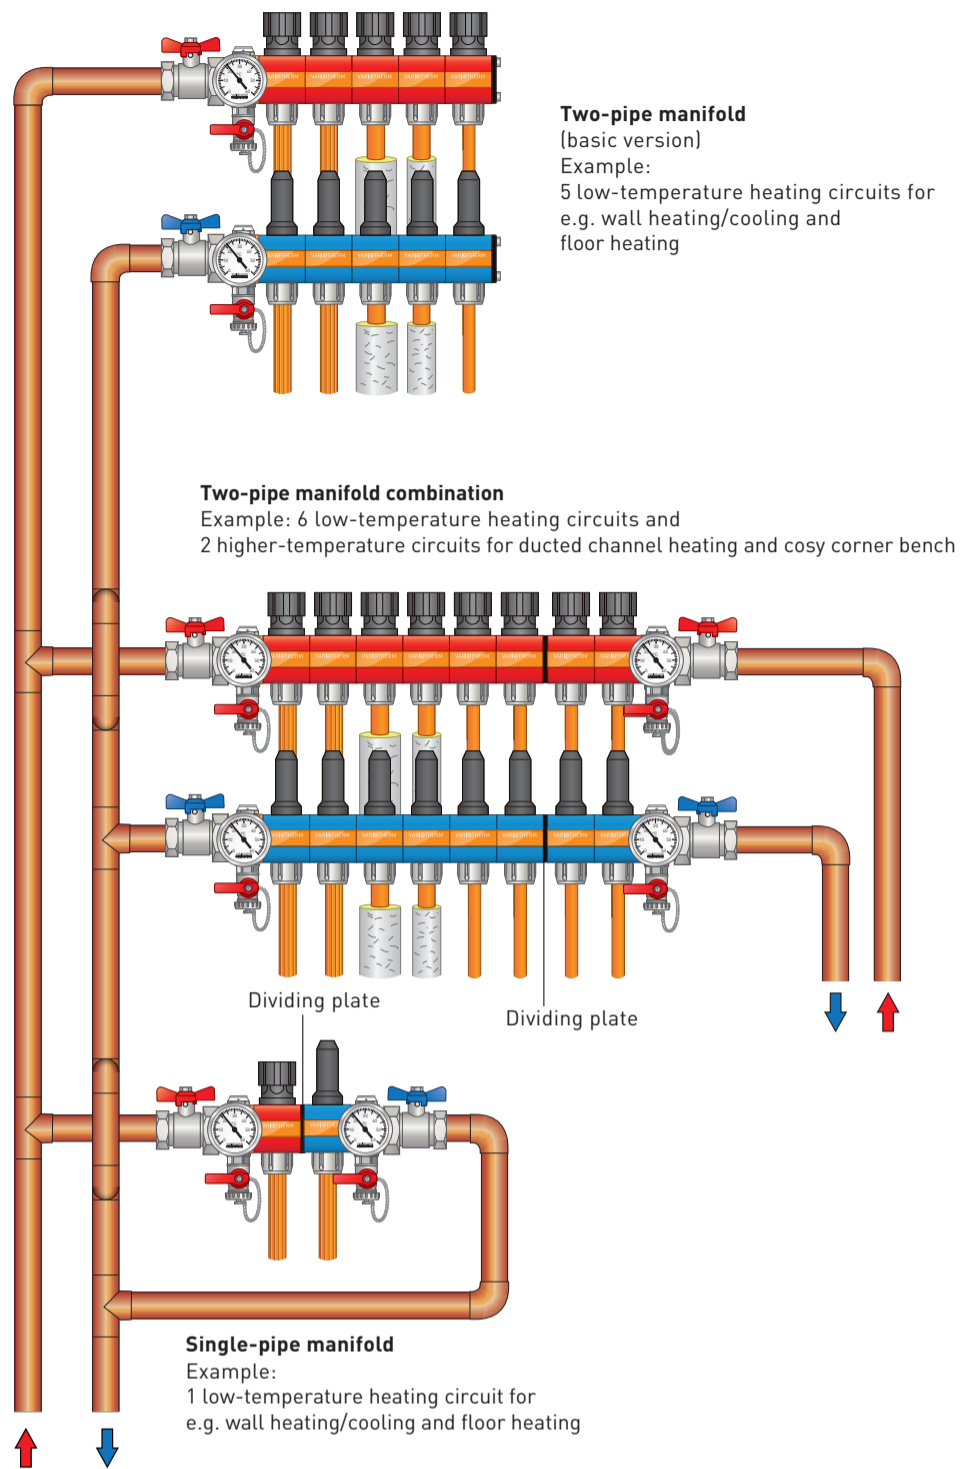 Two-pipe manifold
(basic version)
Example:
5 low-temperature heating circuits for
e.g. wall heating/cooling and
floor heating
Two-pipe manifold combination
Example: 6 low-temperature heating circuits and
2 higher-temperature circuits for ducted channel heating and cosy corner bench
Dividing plate
Dividing plate
Single-pipe manifold
Example:
1 low-temperature heating circuit for
e.g. wall heating/cooling and floor heating